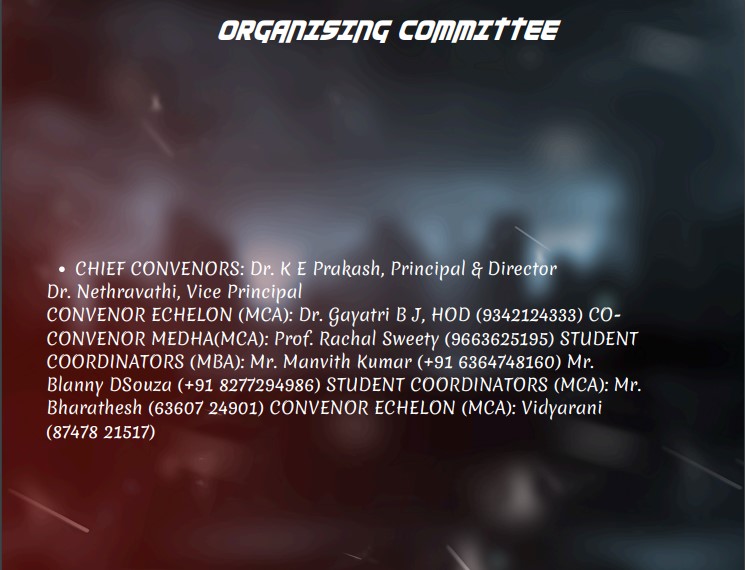 ORGANISING COMMITTEE
• CHIEF CONVENORS: Dr. K E Prakash, Principal & Director
Dr. Nethravathi, Vice Principal
CONVENOR ECHELON (MCA): Dr. Gayatri B J, HOD (9342124333) CO-
CONVENOR MEDHA(MCA): Prof. Rachal Sweety (9663625195) STUDENT
COORDINATORS (MBA): Mr. Manvith Kumar (+91 6364748160) Mr.
Blanny DSouza (+91 8277294986) STUDENT COORDINATORS (MCA): Mr.
Bharathesh (63607 24901) CONVENOR ECHELON (MCA): Vidyarani
(87478 21517)